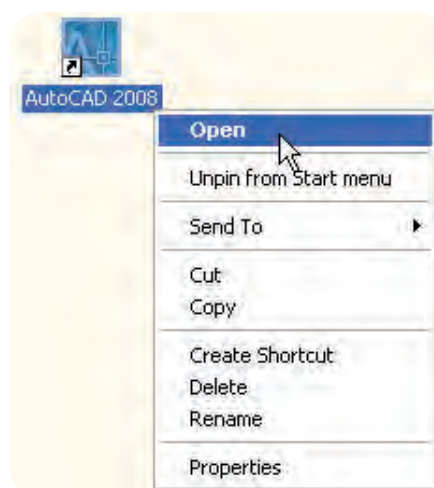 AutoCAD 2008
Open
Unpin from Start menu
Send To
Cut
Copy
Create Shortcut
Delete
Rename
Properties